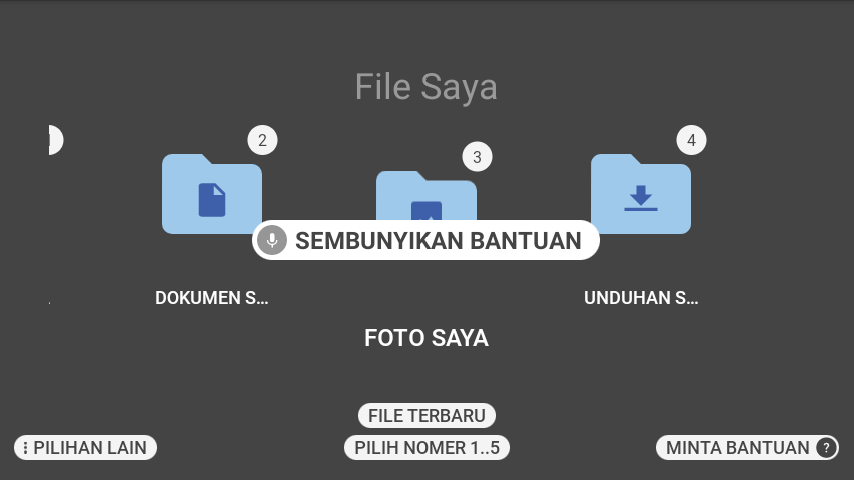 File Saya
2
3
4
SEMBUNYIKAN BANTUAN
DOKUMEN S...
UNDUHAN S...
FOTO SAYA
FILE TERBARU
PILIHAN LAIN
PILIH NOMER 1..5
MINTA BANTUAN ?